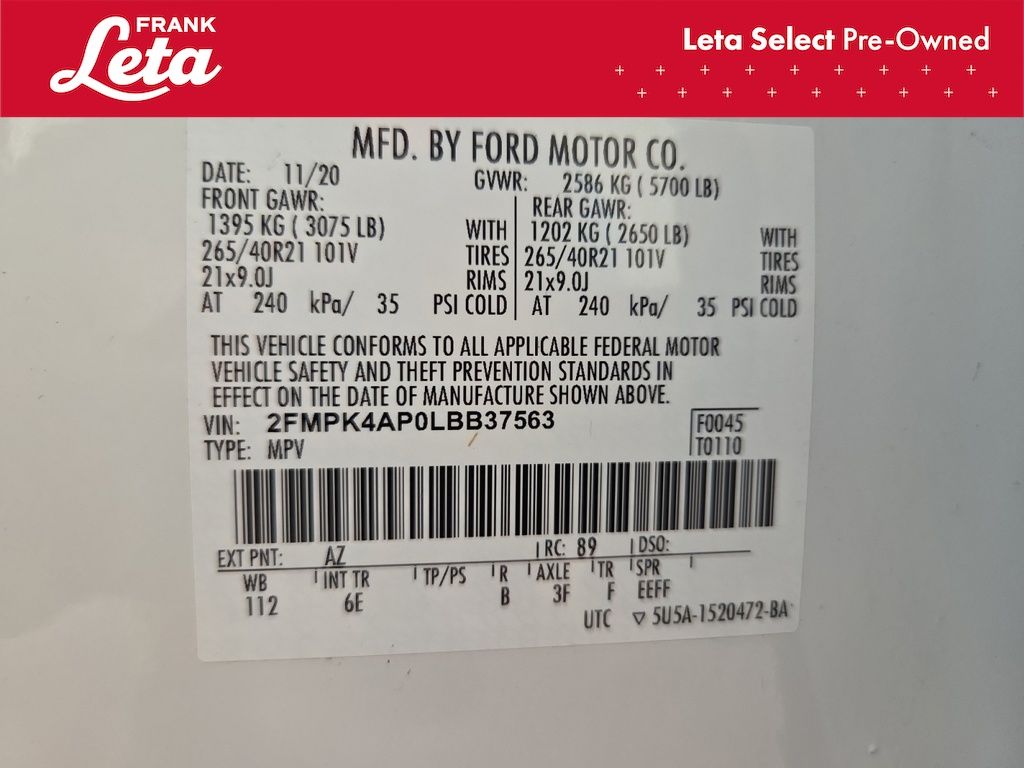 FRANK
Leta
Leta Select Pre-Owned
MFD. BY FORD MOTOR CO.
DATE: 11/20 GVWR: 2586 KG ( 5700 LB)
FRONT GAWR: REAR GAWR:
1395 KG ( 3075 LB) WITH 1202 KG ( 2650 LB) WITH
265/40R21 101V TIRES 265/40R21 101V TIRES
21x9.0J RIMS 21x9.0J RIMS
AT 240 kPa/ 35 PSI COLD AT 240 kPa/ 35 PSI COLD
THIS VEHICLE CONFORMS TO ALL APPLICABLE FEDERAL MOTOR
VEHICLE SAFETY AND THEFT PREVENTION STANDARDS IN
EFFECT ON THE DATE OF MANUFACTURE SHOWN ABOVE.
VIN: 2FMPK4AP0LBB37563 F0045
TYPE: MPV T0110
EXT PNT: AZ RC: 89 DSO:
WB INT TR TP/PS R AXLE TR SPR
112 6E B 3F F EEFF
UTC ▽ 5U5A-1520472-BA